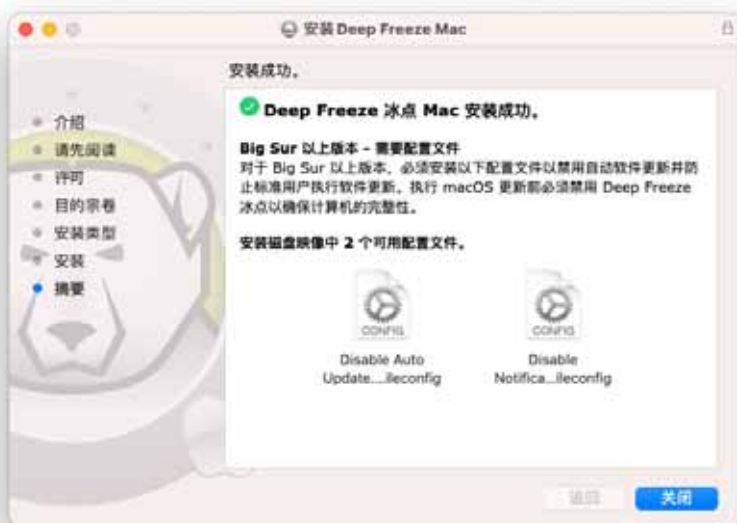 安装 Deep Freeze Mac
安装成功。
介绍
请先阅读
许可
目的宗卷
安装类型
安装
摘要
Deep Freeze 冰点 Mac 安装成功。
Big Sur 以上版本 - 需要配置文件
对于 Big Sur 以上版本，必须安装以下配置文件以禁用自动软件更新并防
止标准用户执行软件更新。执行 macOS 更新前必须禁用 Deep Freeze
冰点以确保计算机的完整性。
安装磁盘映像中 2 个可用配置文件。
CONFIG
CONFIG
Disable Auto
Update....ileconfig
Disable
Notifica...ileconfig
返回
关闭